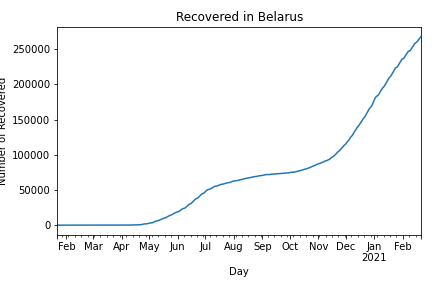 Recovered in Belarus
Number of Recovered
250000
200000
150000
100000
50000
0
Feb Mar Apr May Jun Jul Aug Sep Oct Nov Dec Jan Feb
2021
Day